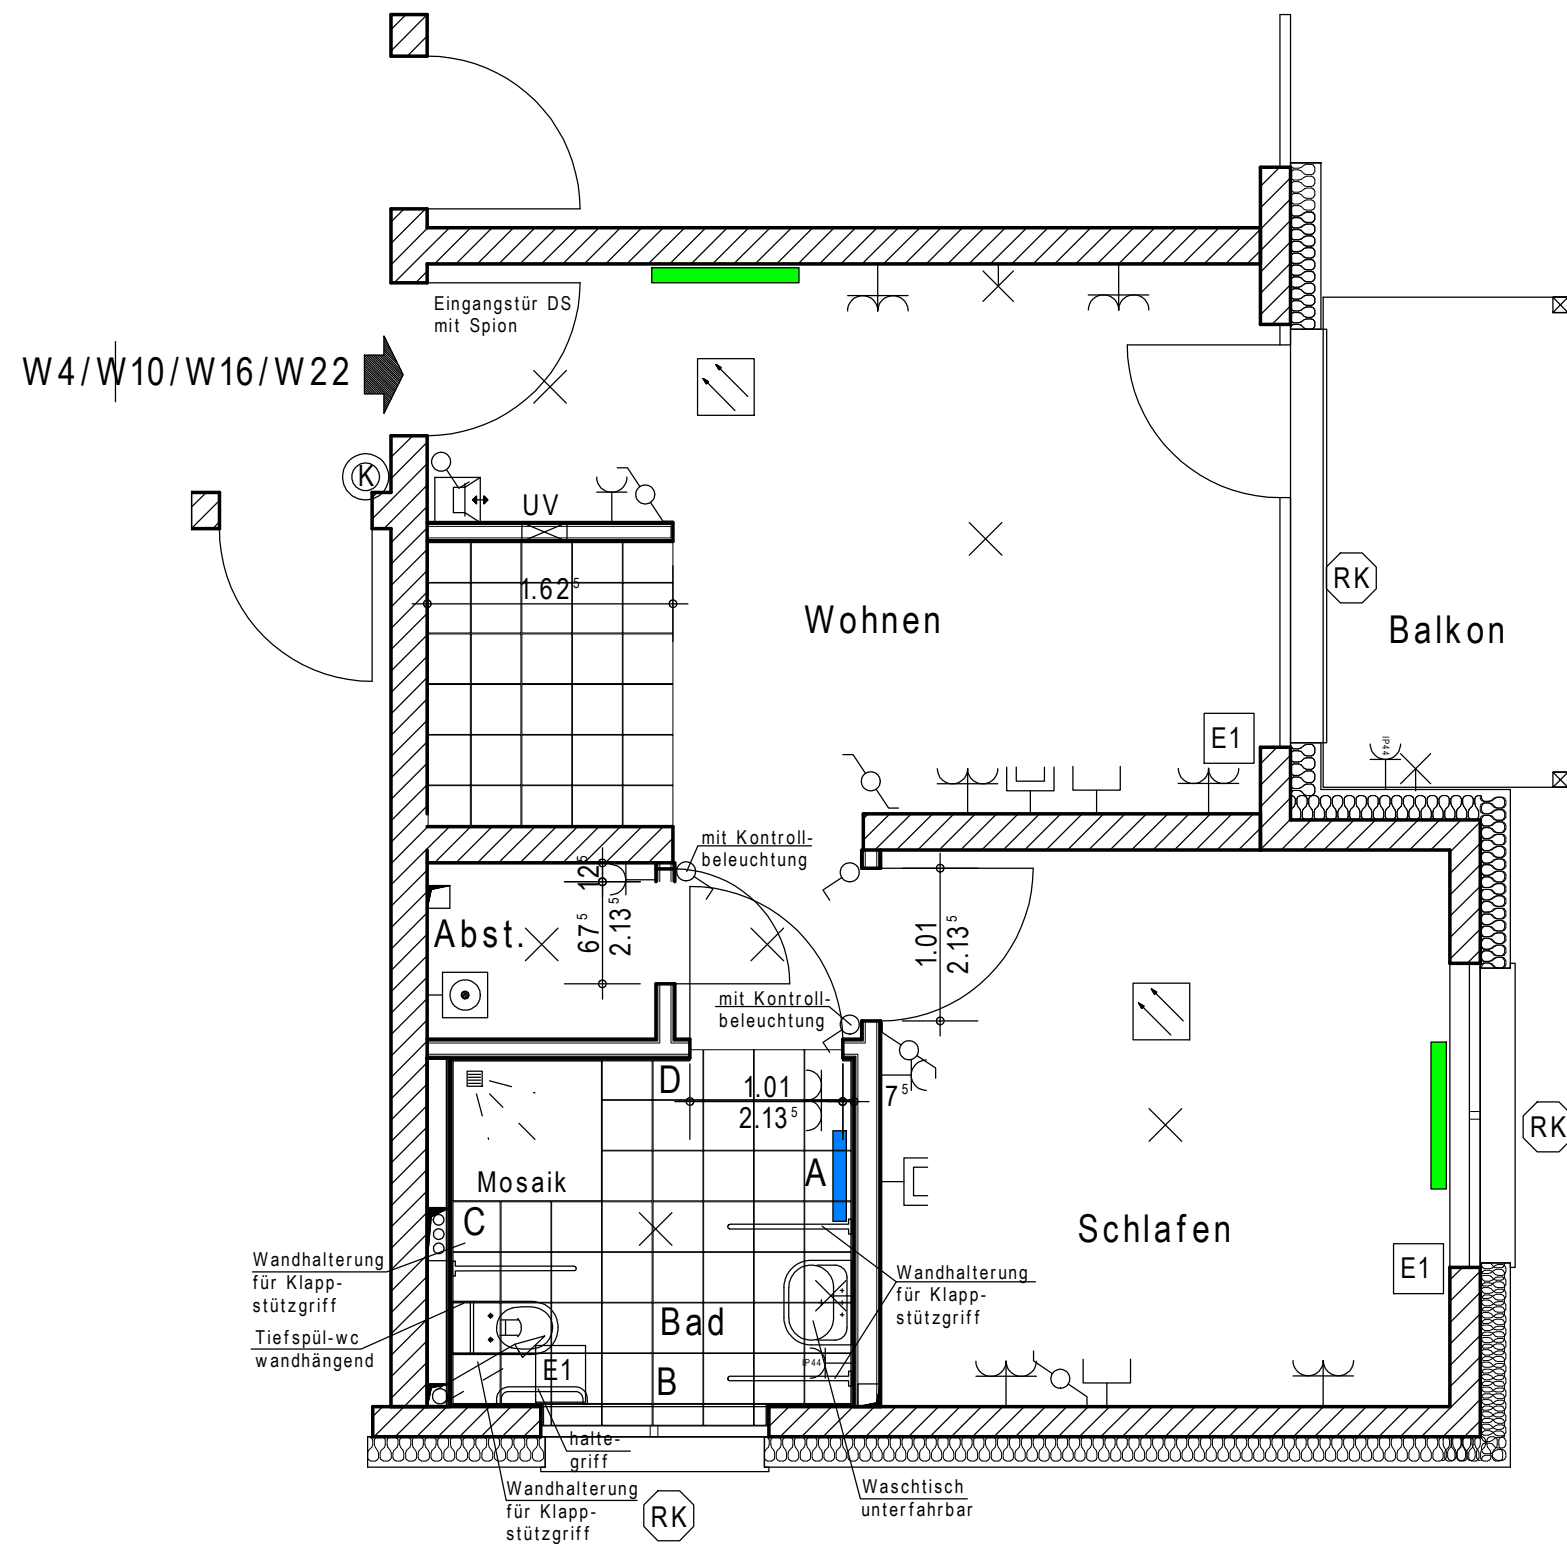 Eingangstür DS
mit Spion
W4/W10/W16/W22
K
UV
1.62⁵
Wohnen
RK
Balkon
E1
IP44
mit Kontroll-
beleuchtung
12⁵
67⁵
2.13⁵
Abst.
1.01
2.13⁵
mit Kontroll-
beleuchtung
D
1.01
2.13⁵
7⁵
A
Mosaik
C
RK
Schlafen
Wandhalterung
für Klapp-
stützgriff
Wandhalterung
für Klapp-
stützgriff
E1
Tiefspül-wc
wandhängend
Bad
IP44
E1
B
halte-
griff
Wandhalterung
für Klapp-
stützgriff
RK
Waschtisch
unterfahrbar